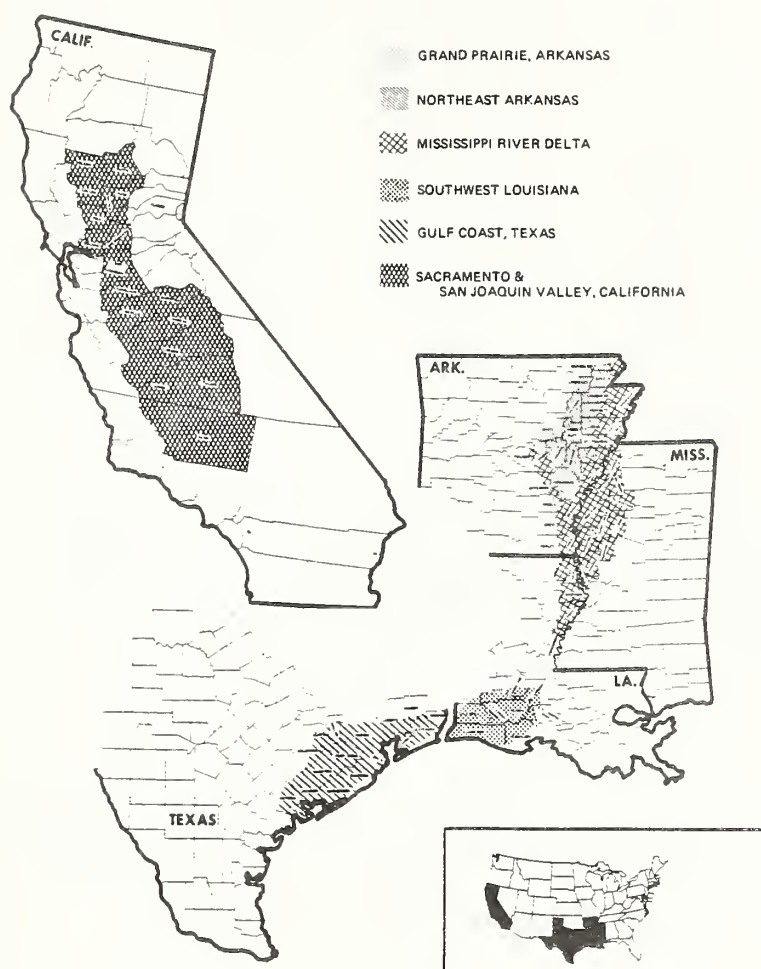 CALIF.
GRAND PRAIRIE, ARKANSAS
NORTHEAST ARKANSAS
MISSISSIPPI RIVER DELTA
SOUTHWEST LOUISIANA
GULF COAST, TEXAS
SACRAMENTO &
SAN JOAQUIN VALLEY, CALIFORNIA
ARK.
MISS.
LA.
TEXAS